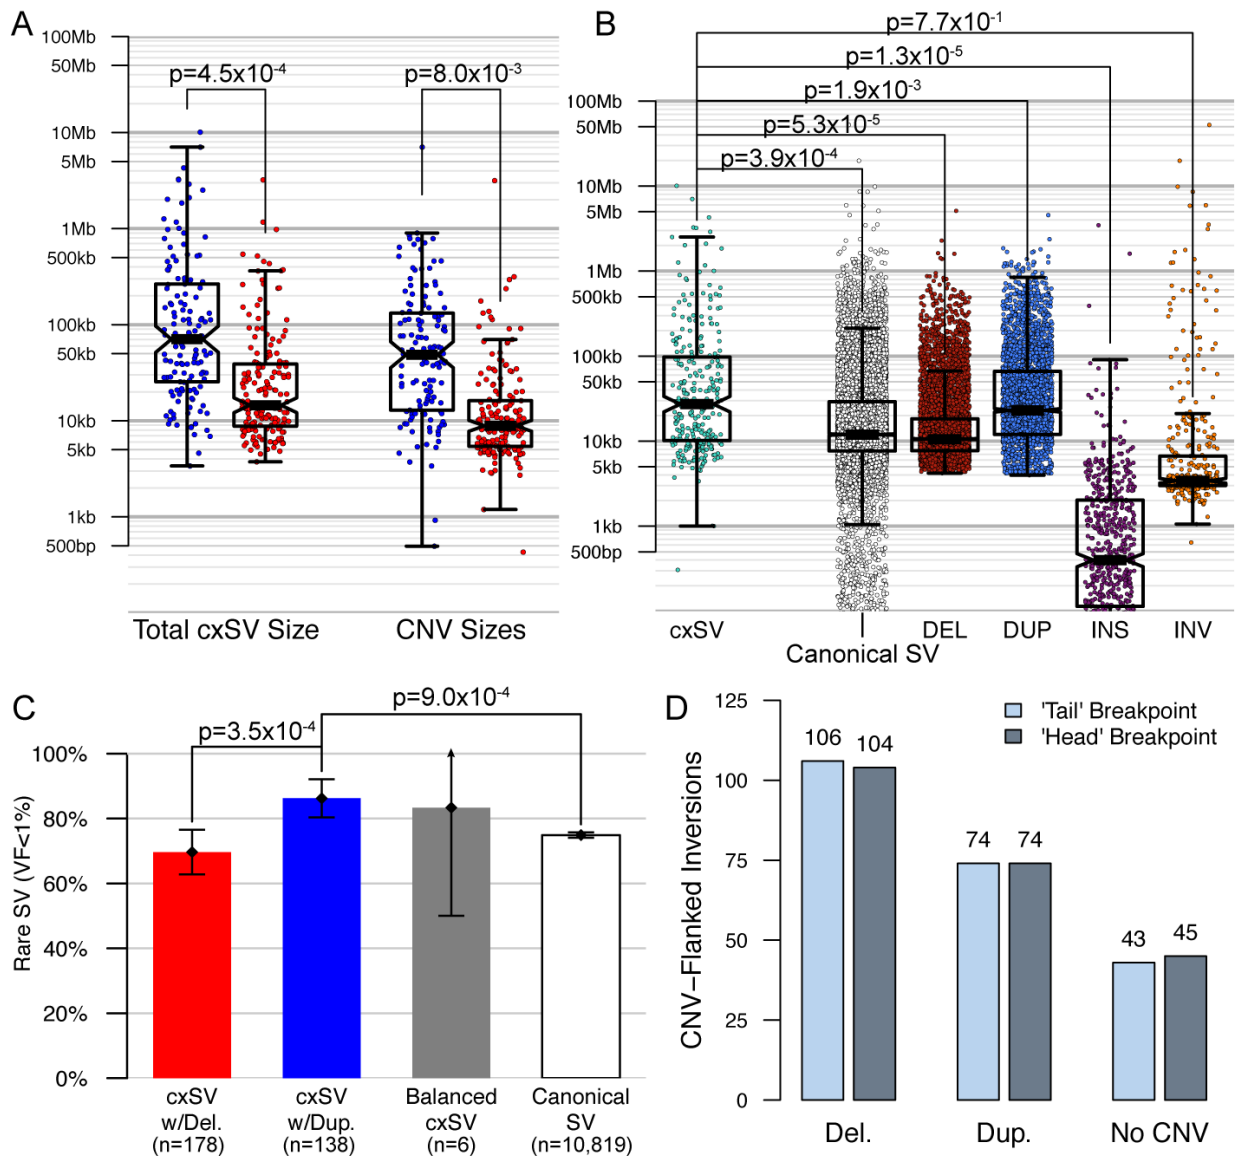 A
100Mb
50Mb
10Mb
5Mb
1Mb
500kb
100kb
50kb
10kb
5kb
1kb
500bp
p=4.5x10-4
p=8.0x10-3
Total cxSV Size
CNV Sizes
B
p=7.7x10-1
p=1.3x10-5
p=1.9x10-3
p=5.3x10-5
p=3.9x10-4
100Mb
50Mb
10Mb
5Mb
1Mb
500kb
100kb
50kb
10kb
5kb
1kb
500bp
cxSV
Canonical SV
DEL
DUP
INS
INV
C
p=9.0x10-4
p=3.5x10-4
Rare SV (VF<1%)
100%
80%
60%
40%
20%
0%
cxSV
w/Del.
(n=178)
cxSV
w/Dup.
(n=138)
Balanced
cxSV
(n=6)
Canonical
SV
(n=10,819)
D
'Tail' Breakpoint
'Head' Breakpoint
CNV−Flanked Inversions
125
100
75
50
25
0
106
104
74
74
43
45
Del.
Dup.
No CNV